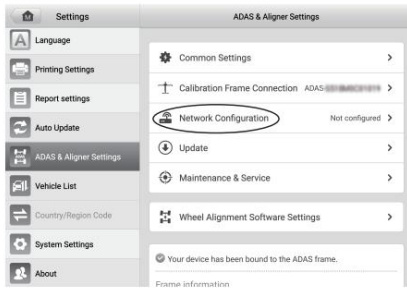 Settings
ADAS & Aligner Settings
Language
Printing Settings
Report settings
Auto Update
ADAS & Aligner Settings
Vehicle List
Country/Region Code
System Settings
About
Common Settings
Calibration Frame Connection ADAS
Network Configuration Not configured
Update
Maintenance & Service
Wheel Alignment Software Settings
Your device has been bound to the ADAS frame.
Frame information